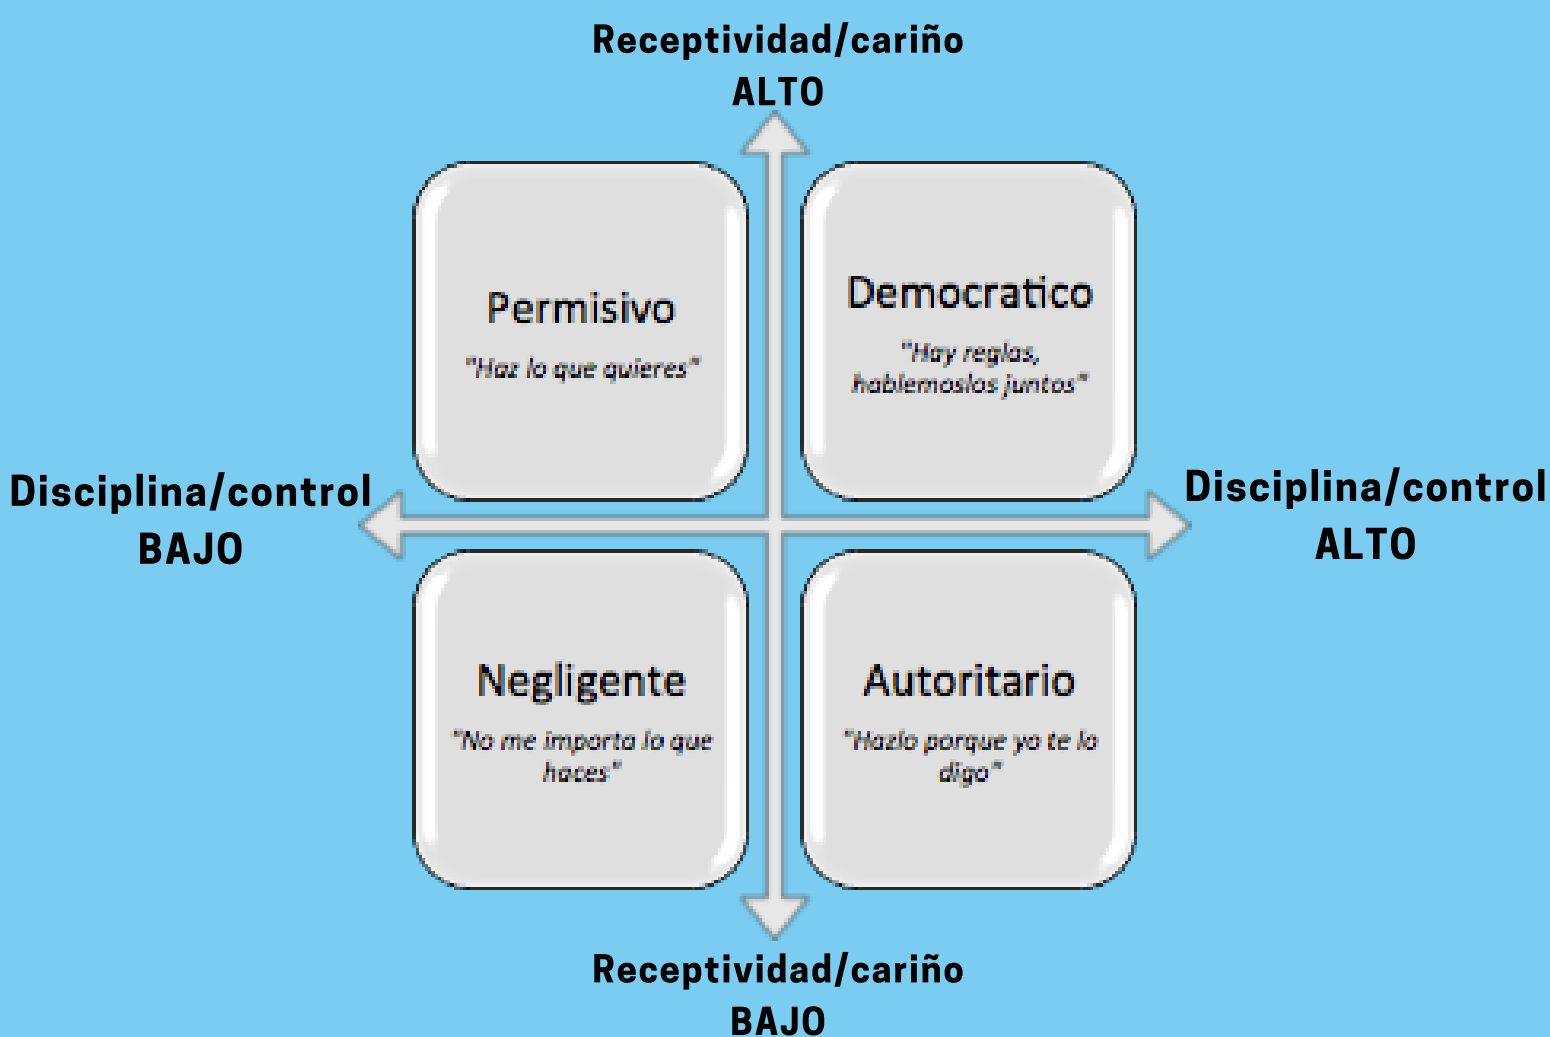 Receptividad/cariño
ALTO
Permisivo
"Haz lo que quieres"
Democratico
"Hay reglas,
hablemoslos juntos"
Disciplina/control
BAJO
Disciplina/control
ALTO
Negligente
"No me importa lo que
haces"
Autoritario
"Hazlo porque yo te lo
digo"
Receptividad/cariño
BAJO